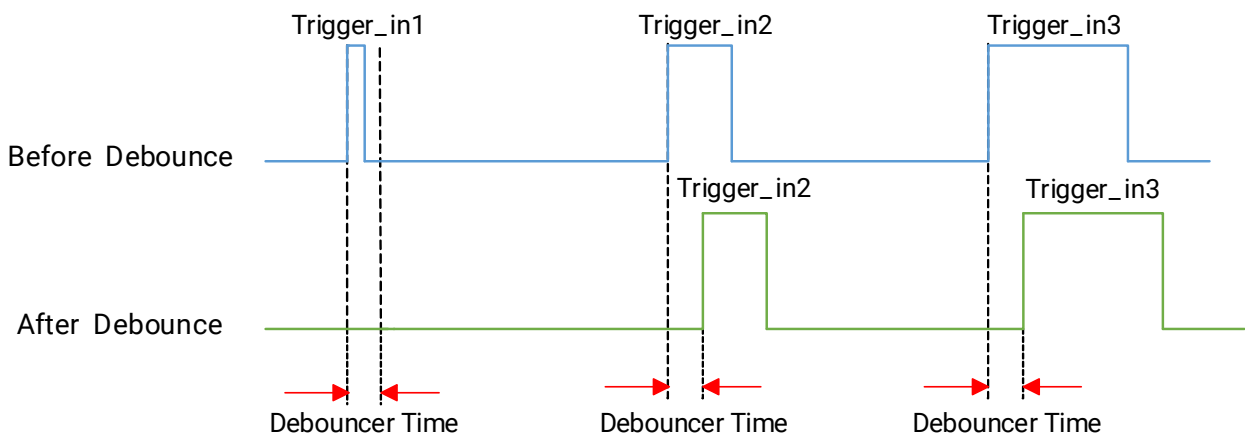 Trigger_in1
Trigger_in2
Trigger_in3
Before Debounce
Trigger_in2
Trigger_in3
After Debounce
Debouncer Time
Debouncer Time
Debouncer Time